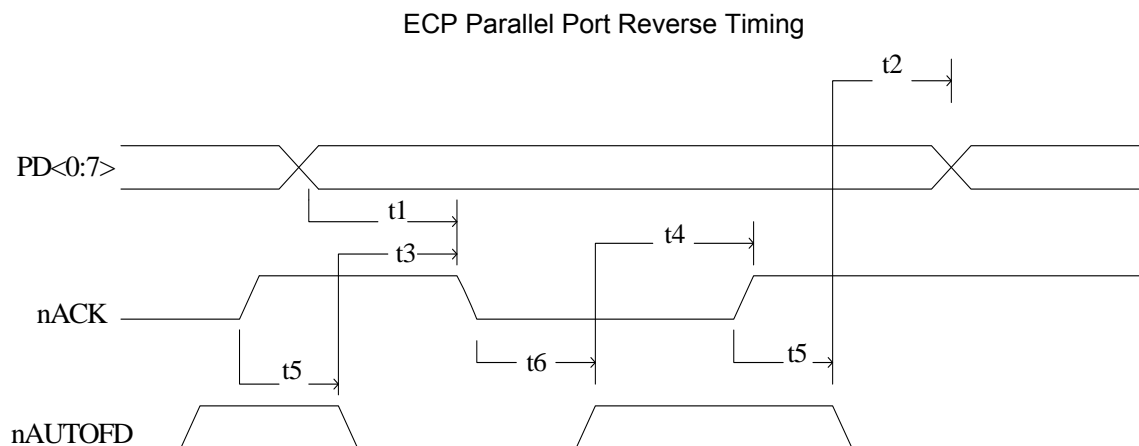 ECP Parallel Port Reverse Timing
t2
PD<0:7>
t1
t3
t4
nACK
t5
t6
t5
nAUTOFD